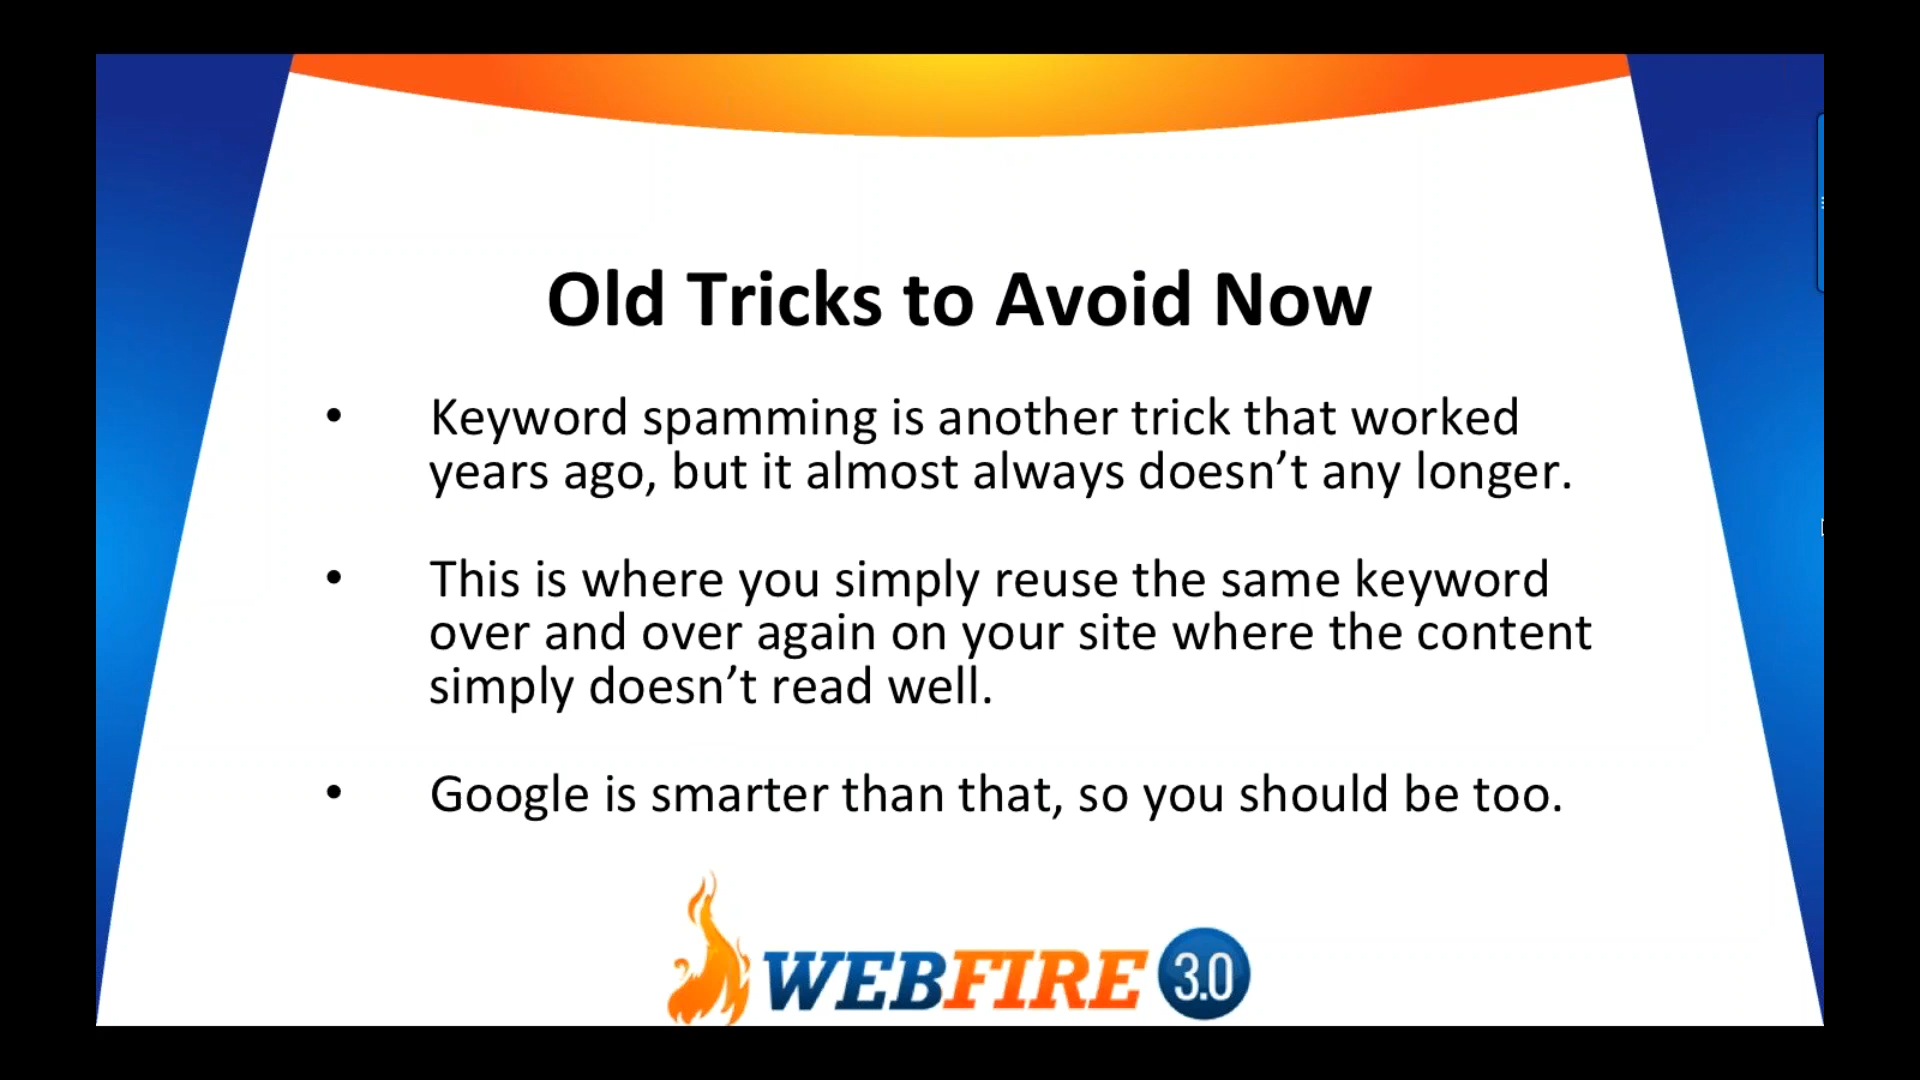 Old Tricks to Avoid Now
• Keyword spamming is another trick that worked
years ago, but it almost always doesn’t any longer.
• This is where you simply reuse the same keyword
over and over again on your site where the content
simply doesn’t read well.
• Google is smarter than that, so you should be too.
WEBFIRE 3.0